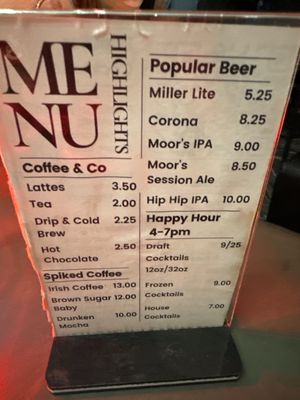 MENU
HIGHLIGHTS
Coffee & Co
Lattes 3.50
Tea 2.00
Drip & Cold 2.25
Brew
Hot 2.50
Chocolate
Spiked Coffee
Irish Coffee 13.00
Brown Sugar 12.00
Baby
Drunken 10.00
Mocha
Popular Beer
Miller Lite 5.25
Corona 8.25
Moor's IPA 9.00
Moor's 8.50
Session Ale
Hip Hip IPA 10.00
Happy Hour
4-7pm
Draft 9/25
Cocktails
12oz/32oz
Frozen 9.00
Cocktails
House 7.00
Cocktails